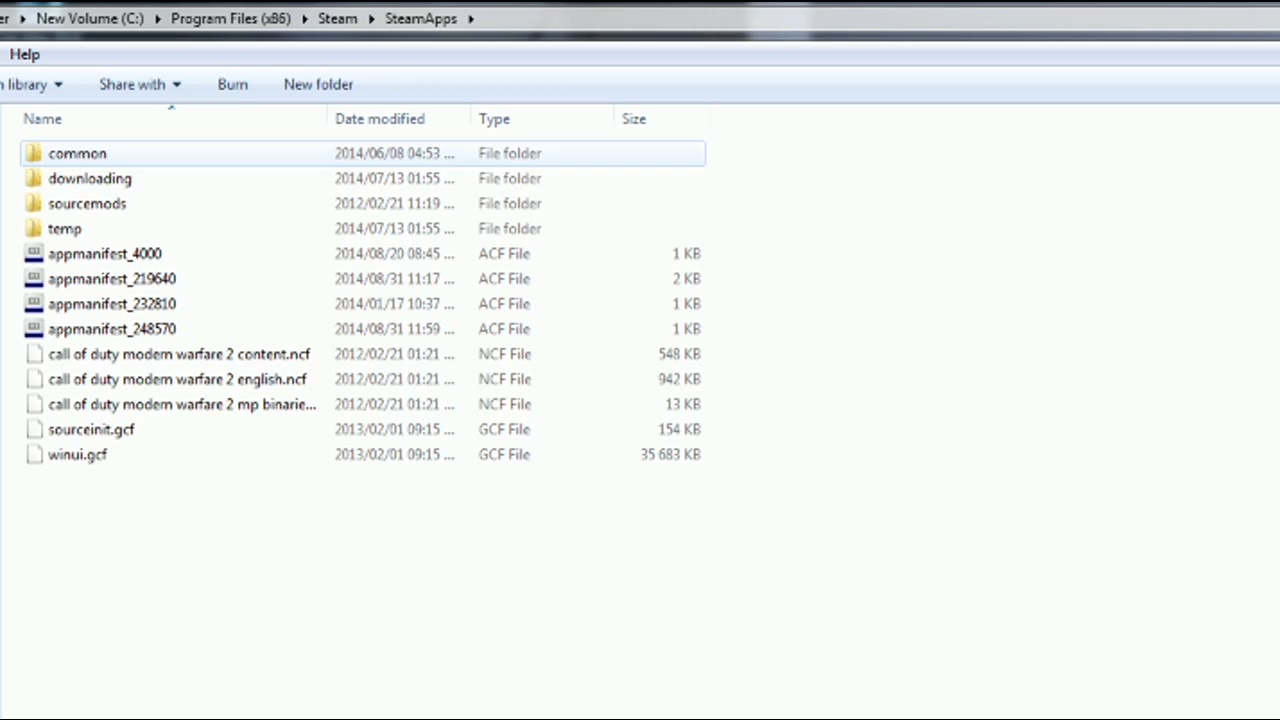 er ▸ New Volume (C:) ▸ Program Files (x86) ▸ Steam ▸ SteamApps ▸
Help
library Share with Burn New folder
Name Date modified Type Size
common 2014/06/08 04:53 ... File folder
downloading 2014/07/13 01:55 ... File folder
sourcemods 2012/02/21 11:19 ... File folder
temp 2014/07/13 01:55 ... File folder
appmanifest_4000 2014/08/20 08:45 ... ACF File 1 KB
appmanifest_219640 2014/08/31 11:17 ... ACF File 2 KB
appmanifest_232810 2014/01/17 10:37 ... ACF File 1 KB
appmanifest_248570 2014/08/31 11:59 ... ACF File 1 KB
call of duty modern warfare 2 content.ncf 2012/02/21 01:21 ... NCF File 548 KB
call of duty modern warfare 2 english.ncf 2012/02/21 01:21 ... NCF File 942 KB
call of duty modern warfare 2 mp binarie... 2012/02/21 01:21 ... NCF File 13 KB
sourceinit.gcf 2013/02/01 09:15 ... GCF File 154 KB
winui.gcf 2013/02/01 09:15 ... GCF File 35 683 KB